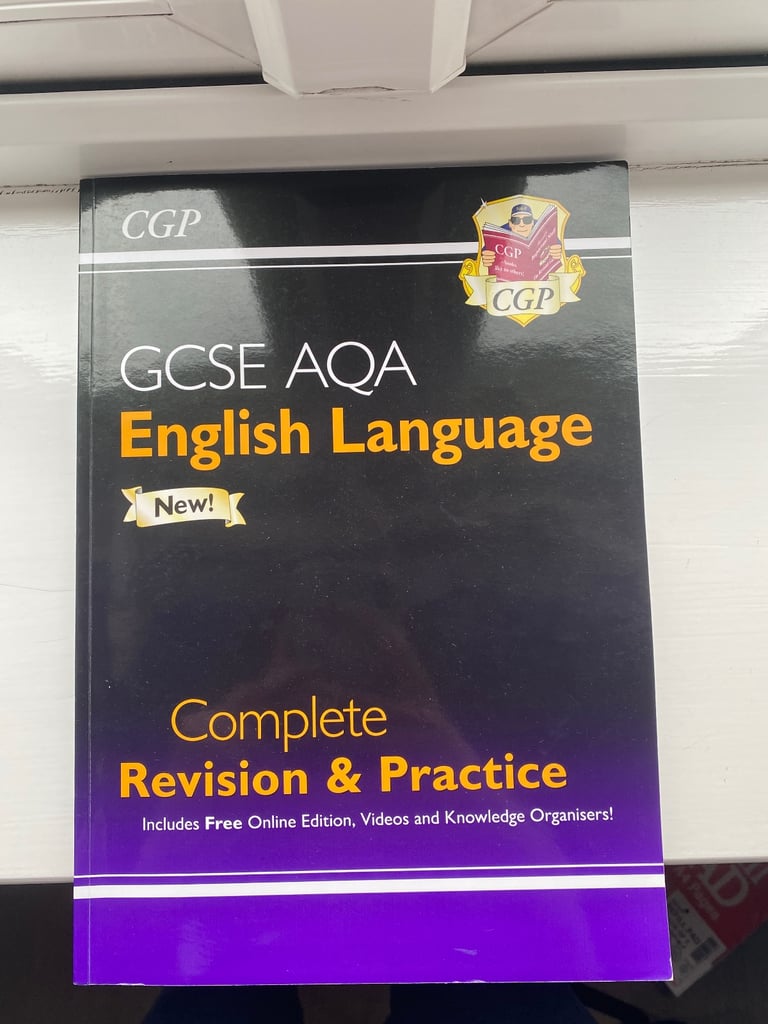 CGP
CGP
CGP
GCSE AQA
English Language
New!
Complete
Revision & Practice
Includes Free Online Edition, Videos and Knowledge Organisers!
Pages